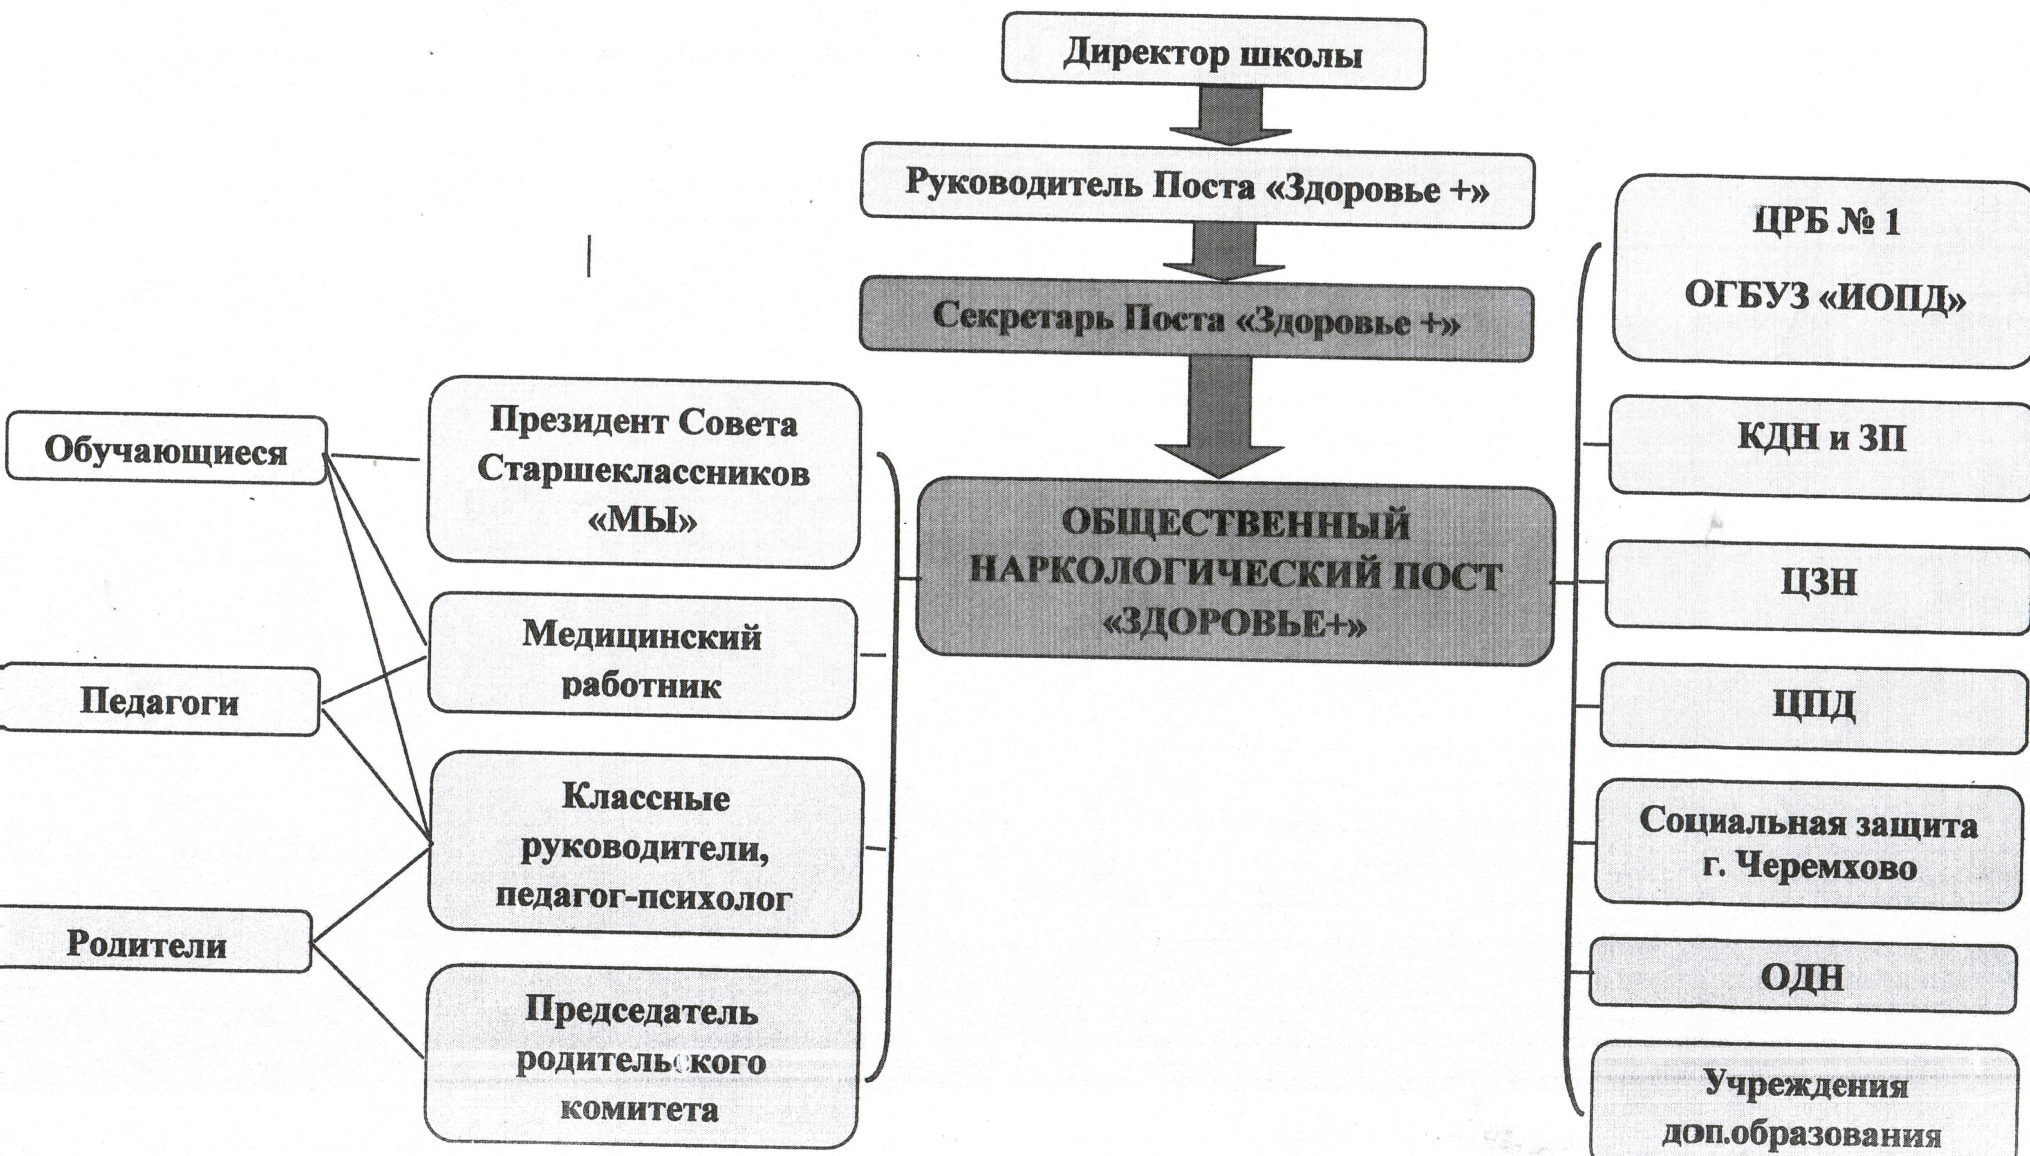 Директор школы
Руководитель Поста «Здоровье +»
Секретарь Поста «Здоровье +»
ОБЩЕСТВЕННЫЙ
НАРКОЛОГИЧЕСКИЙ ПОСТ
«ЗДОРОВЬЕ+»
Обучающиеся
Педагоги
Родители
Президент Совета
Старшеклассников
«МЫ»
Медицинский
работник
Классные
руководители,
педагог-психолог
Председатель
родительского
комитета
ЦРБ № 1
ОГБУЗ «ИОПД»
КДН и ЗП
ЦЗН
ЦПД
Социальная защита
г. Черемхово
ОДН
Учреждения
доп.образования